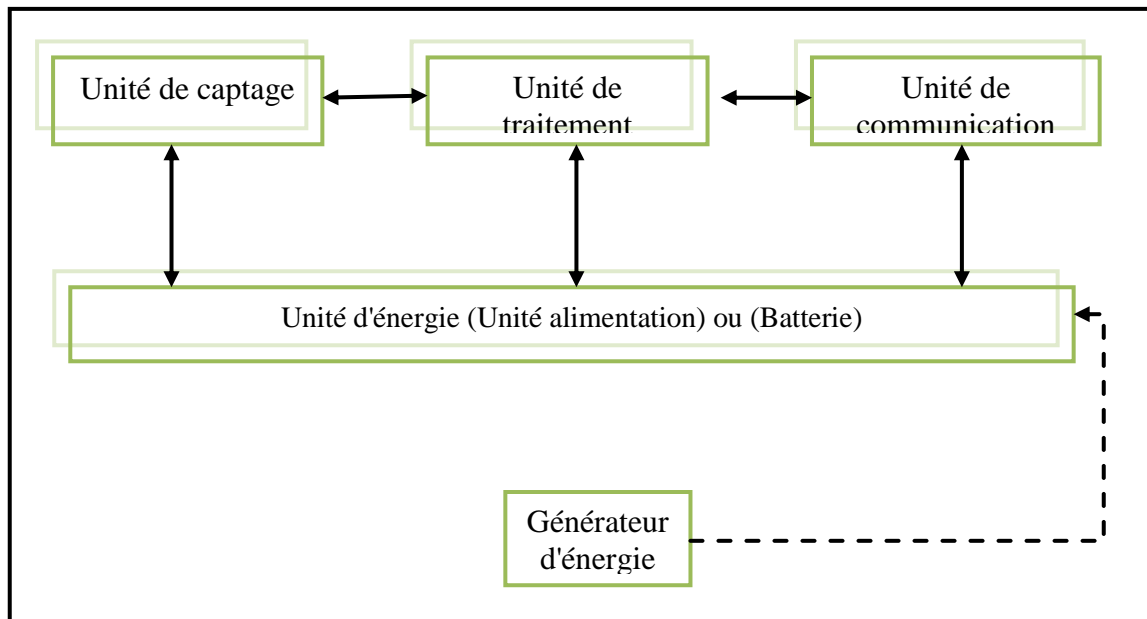 Unité de captage
Unité de
traitement
Unité de
communication
Unité d'énergie (Unité alimentation) ou (Batterie)
Générateur
d'énergie